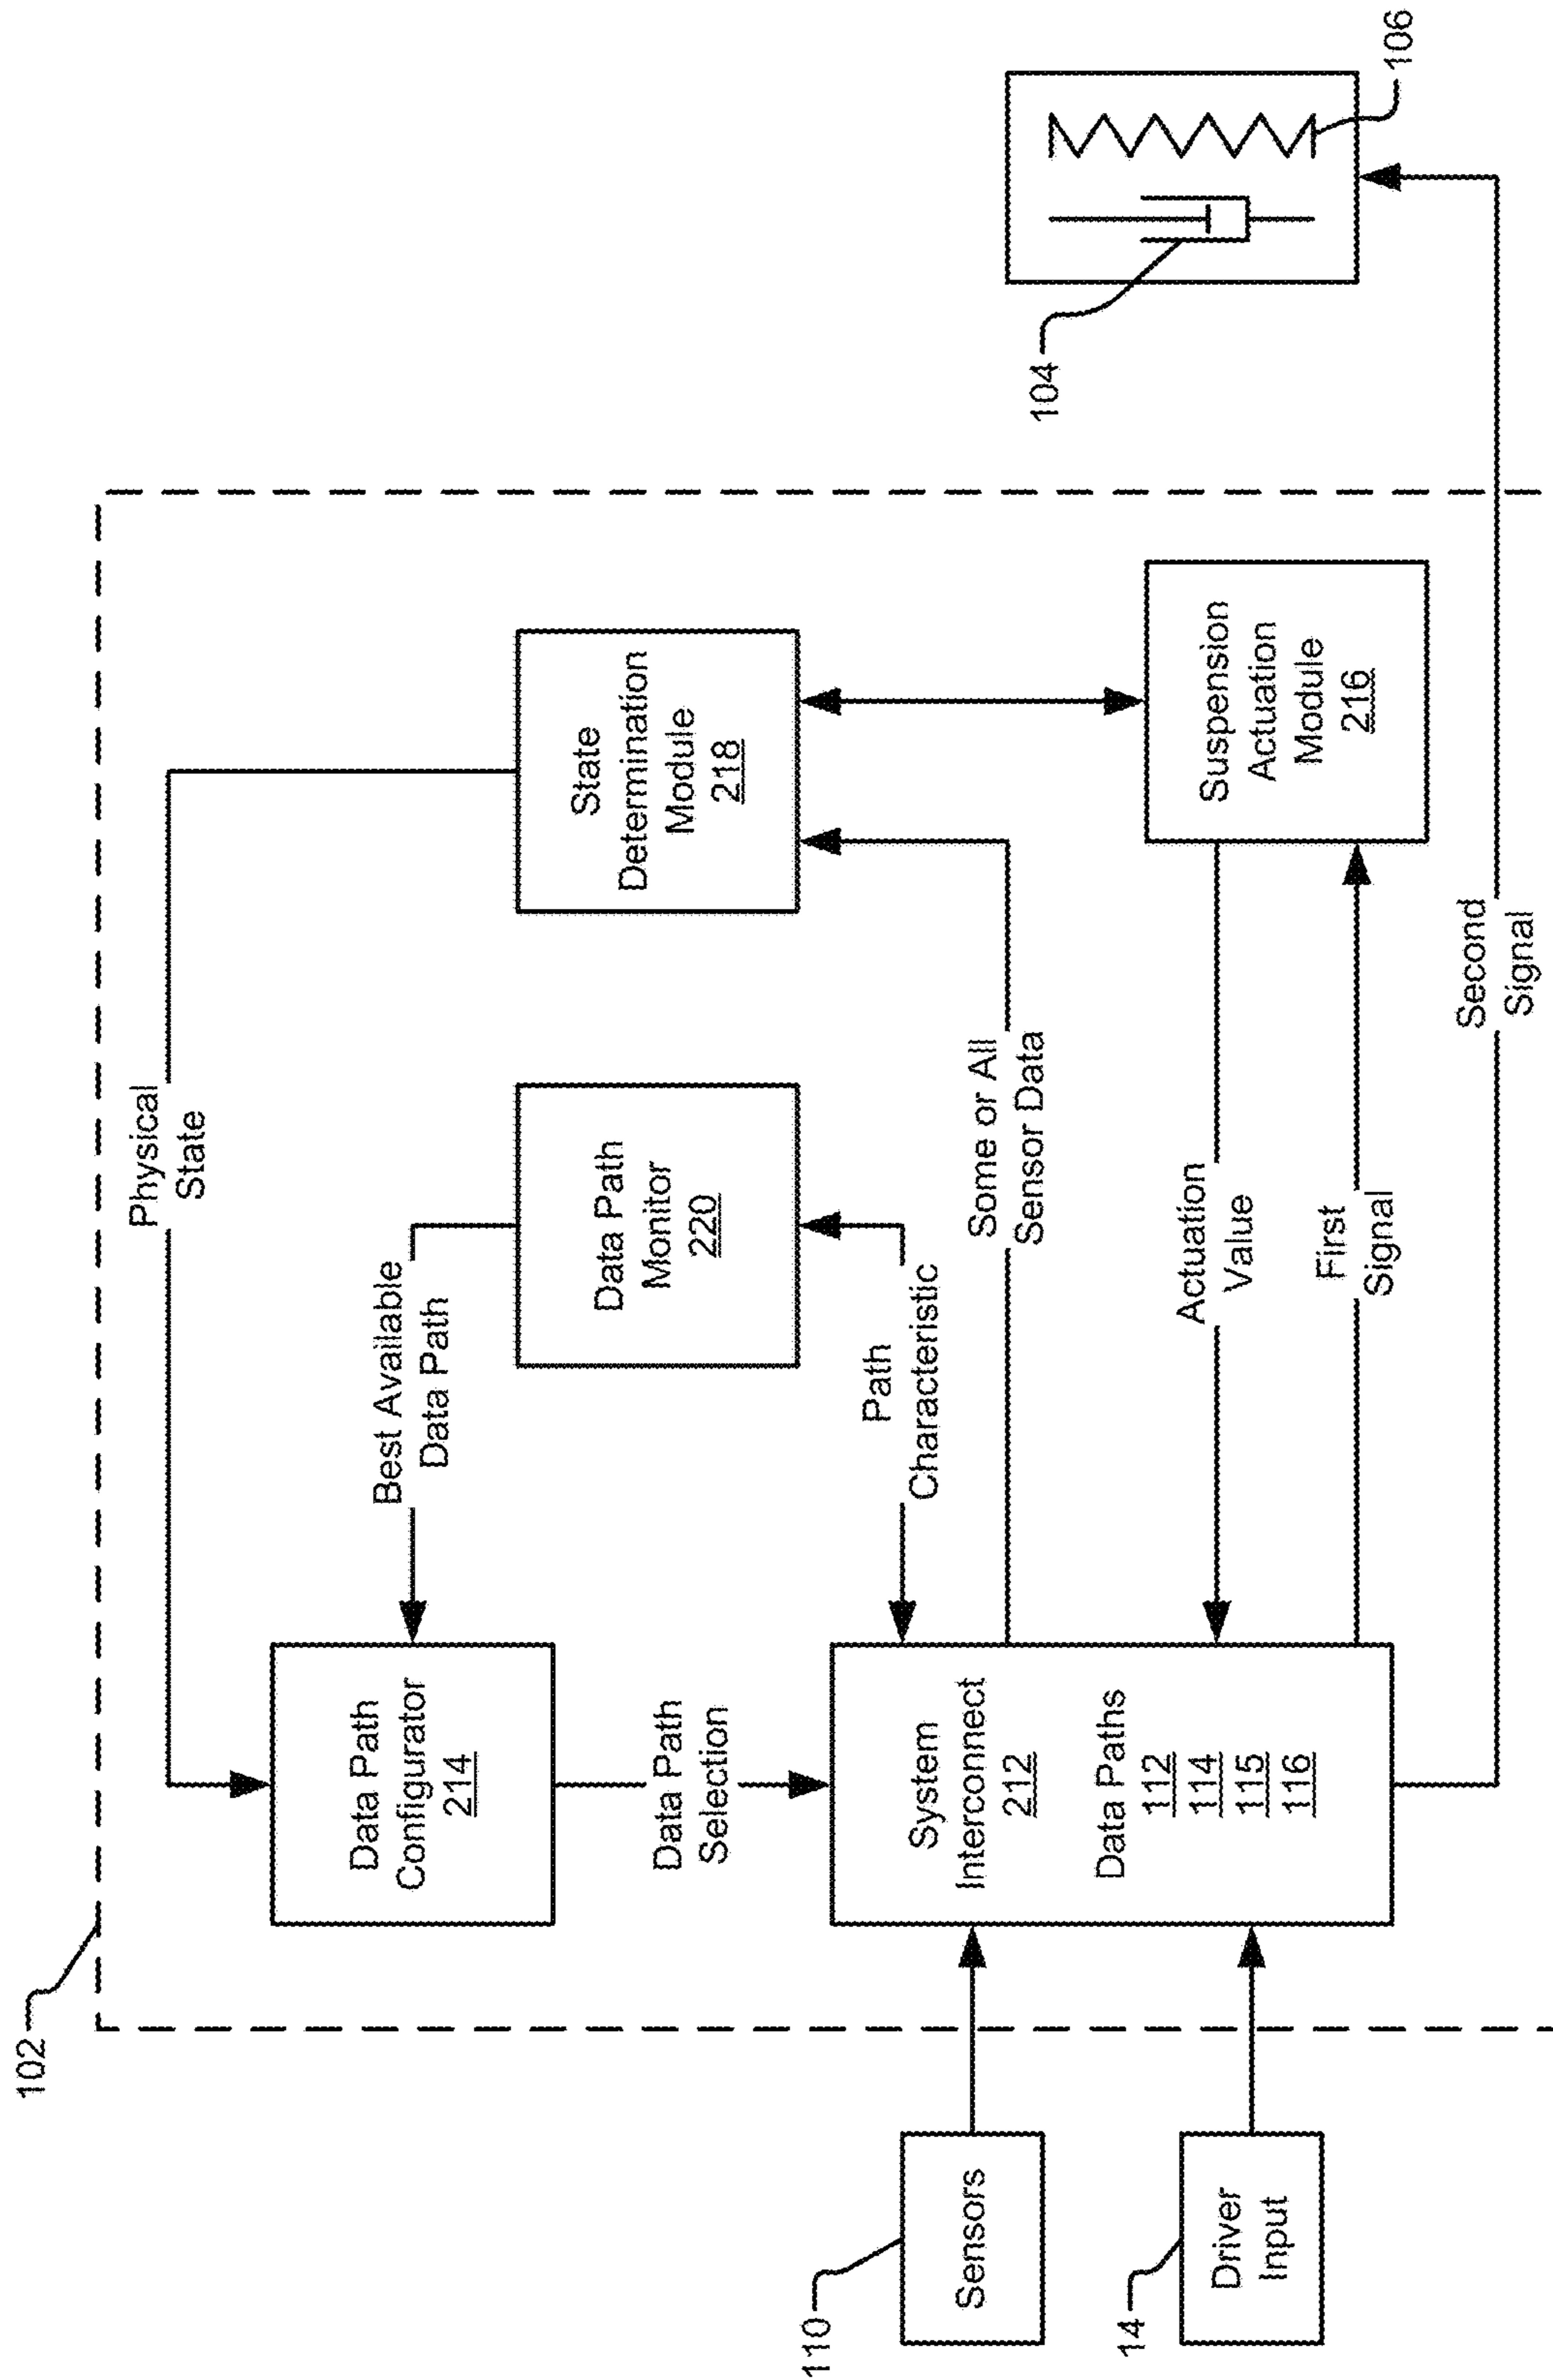 102
Physical
State
Data Path
Configurator
214
Best Available
Data Path
Data Path
Monitor
220
State
Determination
Module
218
Data Path
Selection
Path
Characteristic
Some or All
Sensor Data
110
Sensors
14
Driver
Input
System
Interconnect
212
Data Paths
112
114
115
116
Actuation
Value
First
Signal
Suspension
Actuation
Module
216
Second
Signal
104
106